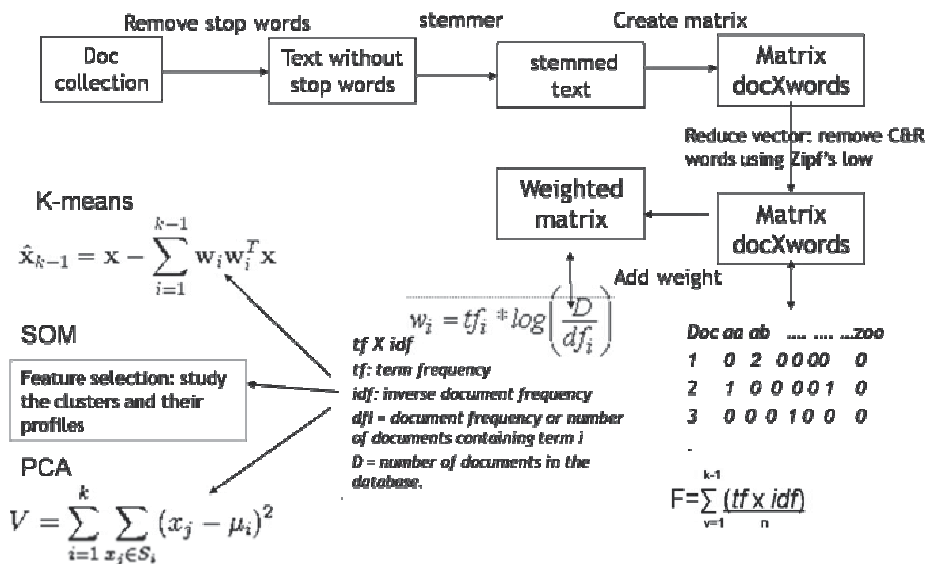 Remove stop words
stemmer
Create matrix
Doc
collection
Text without
stop words
stemmed
text
Matrix
docXwords
Reduce vector: remove C&R
words using Zipf's low
Weighted
matrix
Matrix
docXwords
Add weight
K-means
x̂_{k-1} = x - \sum_{i=1}^{k-1} w_i w_i^T x
w_i = tf_i * log(D/df_i)
SOM
Feature selection: study
the clusters and their
profiles
PCA
V = \sum_{i=1}^{k} \sum_{x_j∈S_i} (x_j - μ_i)^2
tf X idf
tf: term frequency
idf: inverse document frequency
dfi = document frequency or number
of documents containing term i
D = number of documents in the
database.
Doc aa ab .... .... ...zoo
1 0 2 0 0 0 0 0
2 1 0 0 0 0 1 0
3 0 0 0 1 0 0 0
.
F=\sum_{v=1}^{k-1} (tf x idf)/n